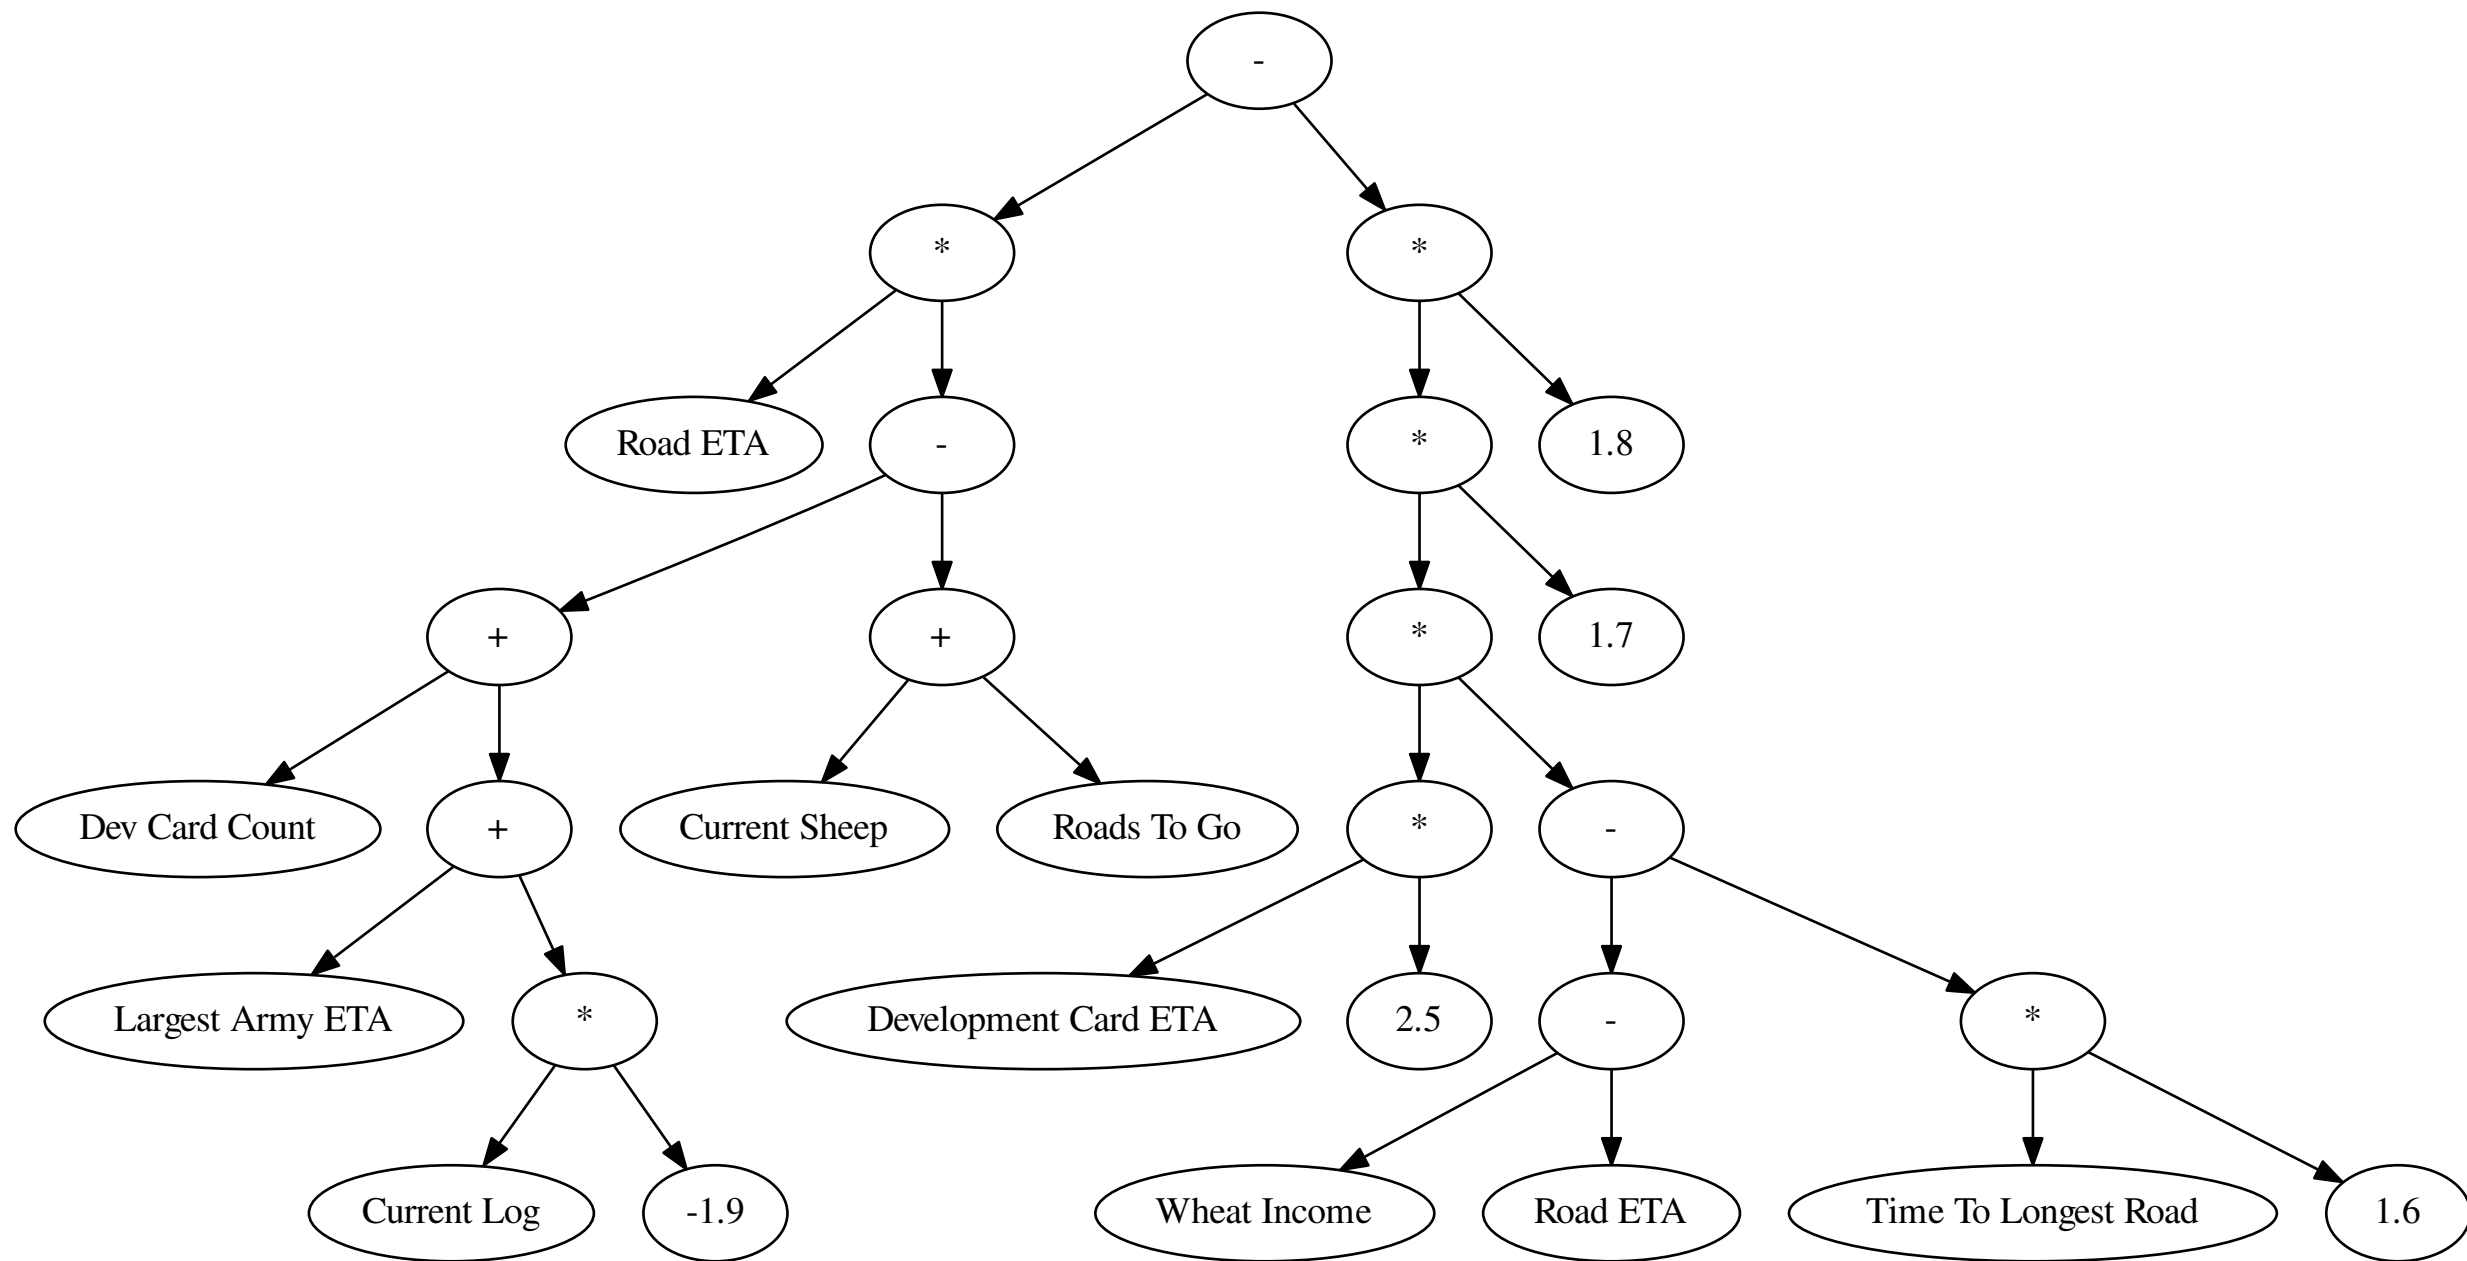 -
*
*
Road ETA
-
*
1.8
+
+
*
1.7
Dev Card Count
+
Current Sheep
Roads To Go
*
-
Largest Army ETA
*
Development Card ETA
2.5
-
*
Current Log
-1.9
Wheat Income
Road ETA
Time To Longest Road
1.6